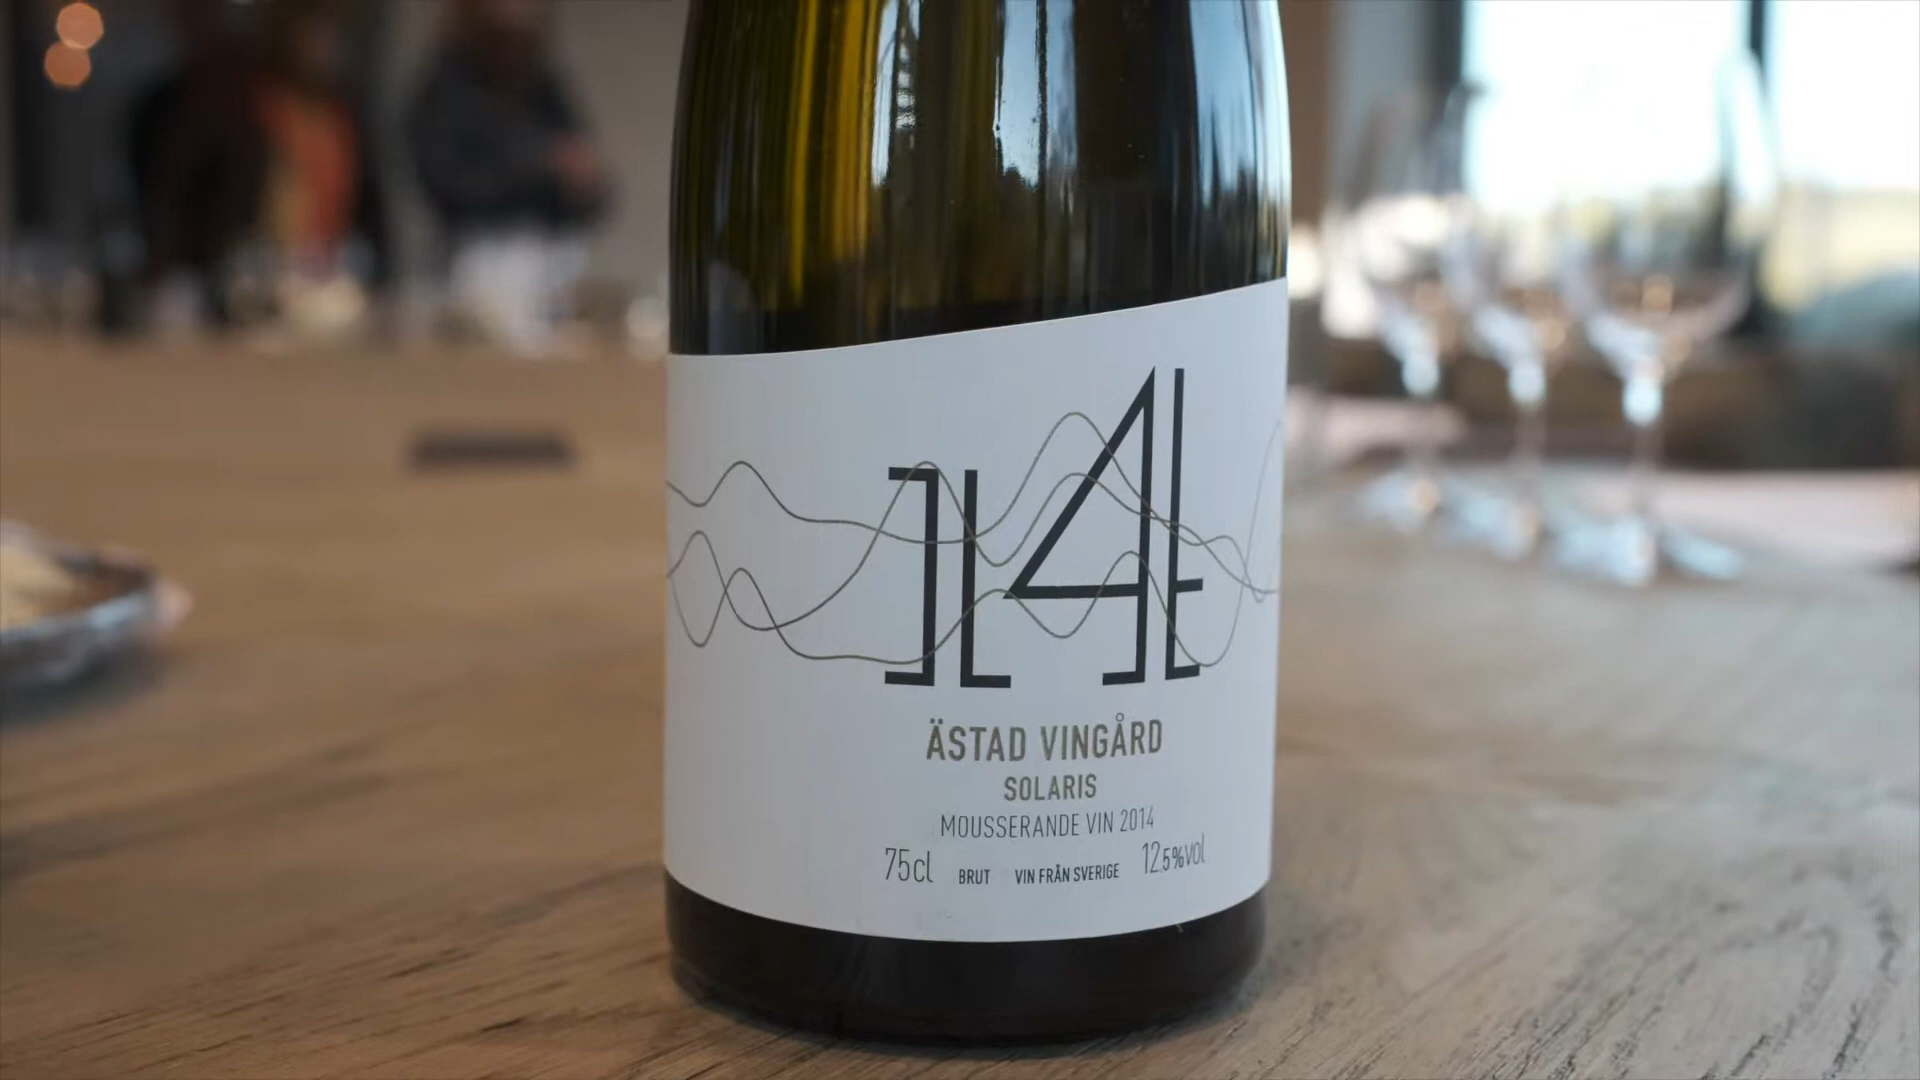 14
ÄSTAD VINGÅRD
SOLARIS
MOUSSERANDE VIN 2014
75cl BRUT VIN FRÅN SVERIGE 12,5%vol